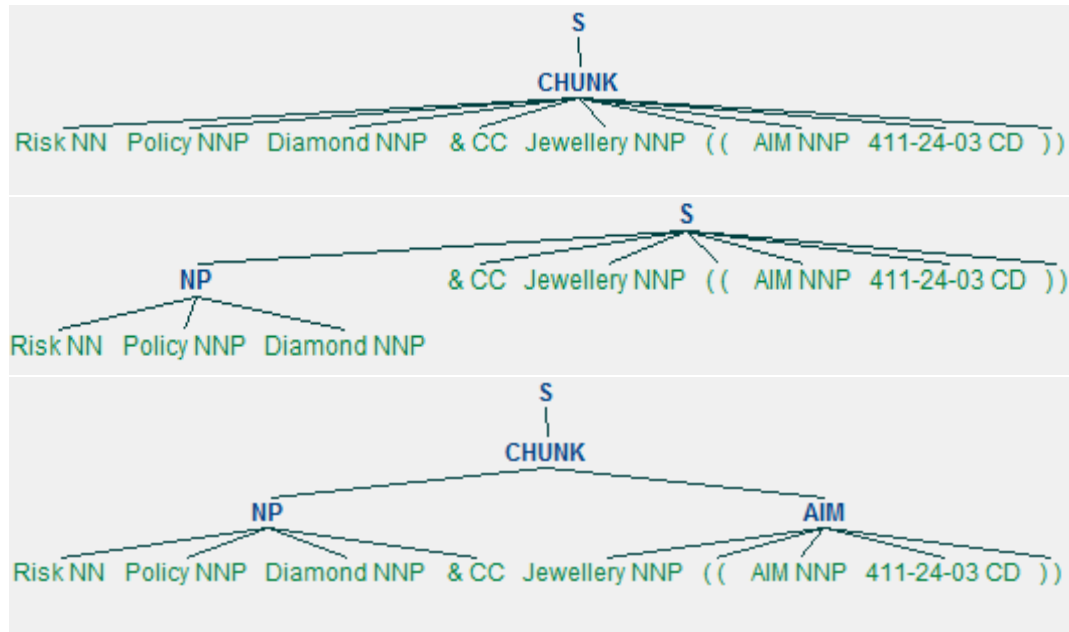 S
CHUNK
Risk NN Policy NNP Diamond NNP & CC Jewellery NNP ( ( AIM NNP 411-24-03 CD ) )
S
NP & CC Jewellery NNP ( ( AIM NNP 411-24-03 CD ) )
Risk NN Policy NNP Diamond NNP
S
CHUNK
NP AIM
Risk NN Policy NNP Diamond NNP & CC Jewellery NNP ( ( AIM NNP 411-24-03 CD ) )